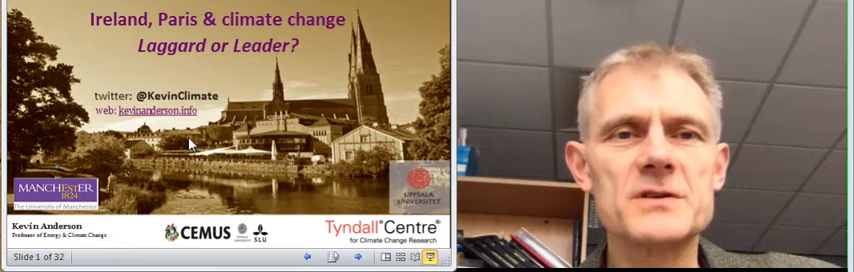 Ireland, Paris & climate change
Laggard or Leader?
twitter: @KevinClimate
web: kevinanderson.info
MANCHESTER
1824
The University of Manchester
UPPSALA
UNIVERSITET
Kevin Anderson
Professor of Energy & Climate Change
CEMUS
UPPSALA
UNIVERSITET
SLU
Tyndall°Centre®
for Climate Change Research
Slide 1 of 32